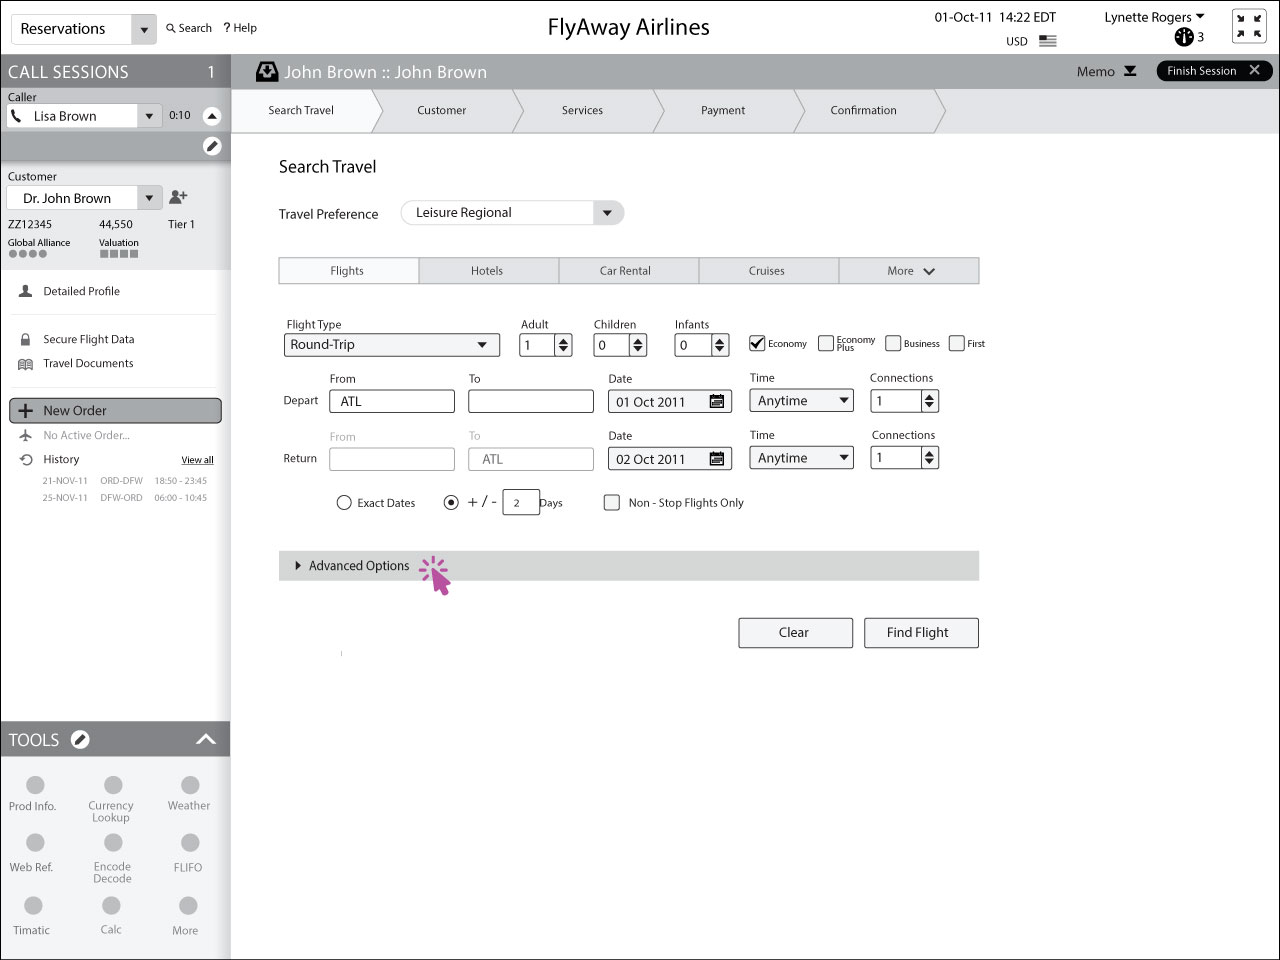 Reservations
Search
? Help
FlyAway Airlines
01-Oct-11 14:22 EDT
USD
Lynette Rogers
3
CALL SESSIONS 1
Caller
Lisa Brown
0:10
John Brown :: John Brown
Memo
Finish Session
Search Travel
Customer
Services
Payment
Confirmation
Customer
Dr. John Brown
ZZ12345 44,550 Tier 1
Global Alliance Valuation
Detailed Profile
Secure Flight Data
Travel Documents
New Order
No Active Order...
History View all
21-NOV-11 ORD-DFW 18:50 - 23:45
25-NOV-11 DFW-ORD 06:00 - 10:45
Search Travel
Travel Preference Leisure Regional
Flights Hotels Car Rental Cruises More
Flight Type Adult Children Infants
Round-Trip 1 0 0 Economy Economy Plus Business First
From To Date Time Connections
Depart ATL 01 Oct 2011 Anytime 1
From To Date Time Connections
Return ATL 02 Oct 2011 Anytime 1
Exact Dates + / - 2 Days Non - Stop Flights Only
Advanced Options
Clear Find Flight
TOOLS
Prod Info. Currency Lookup Weather
Web Ref. Encode Decode FLIFO
Timatic Calc More